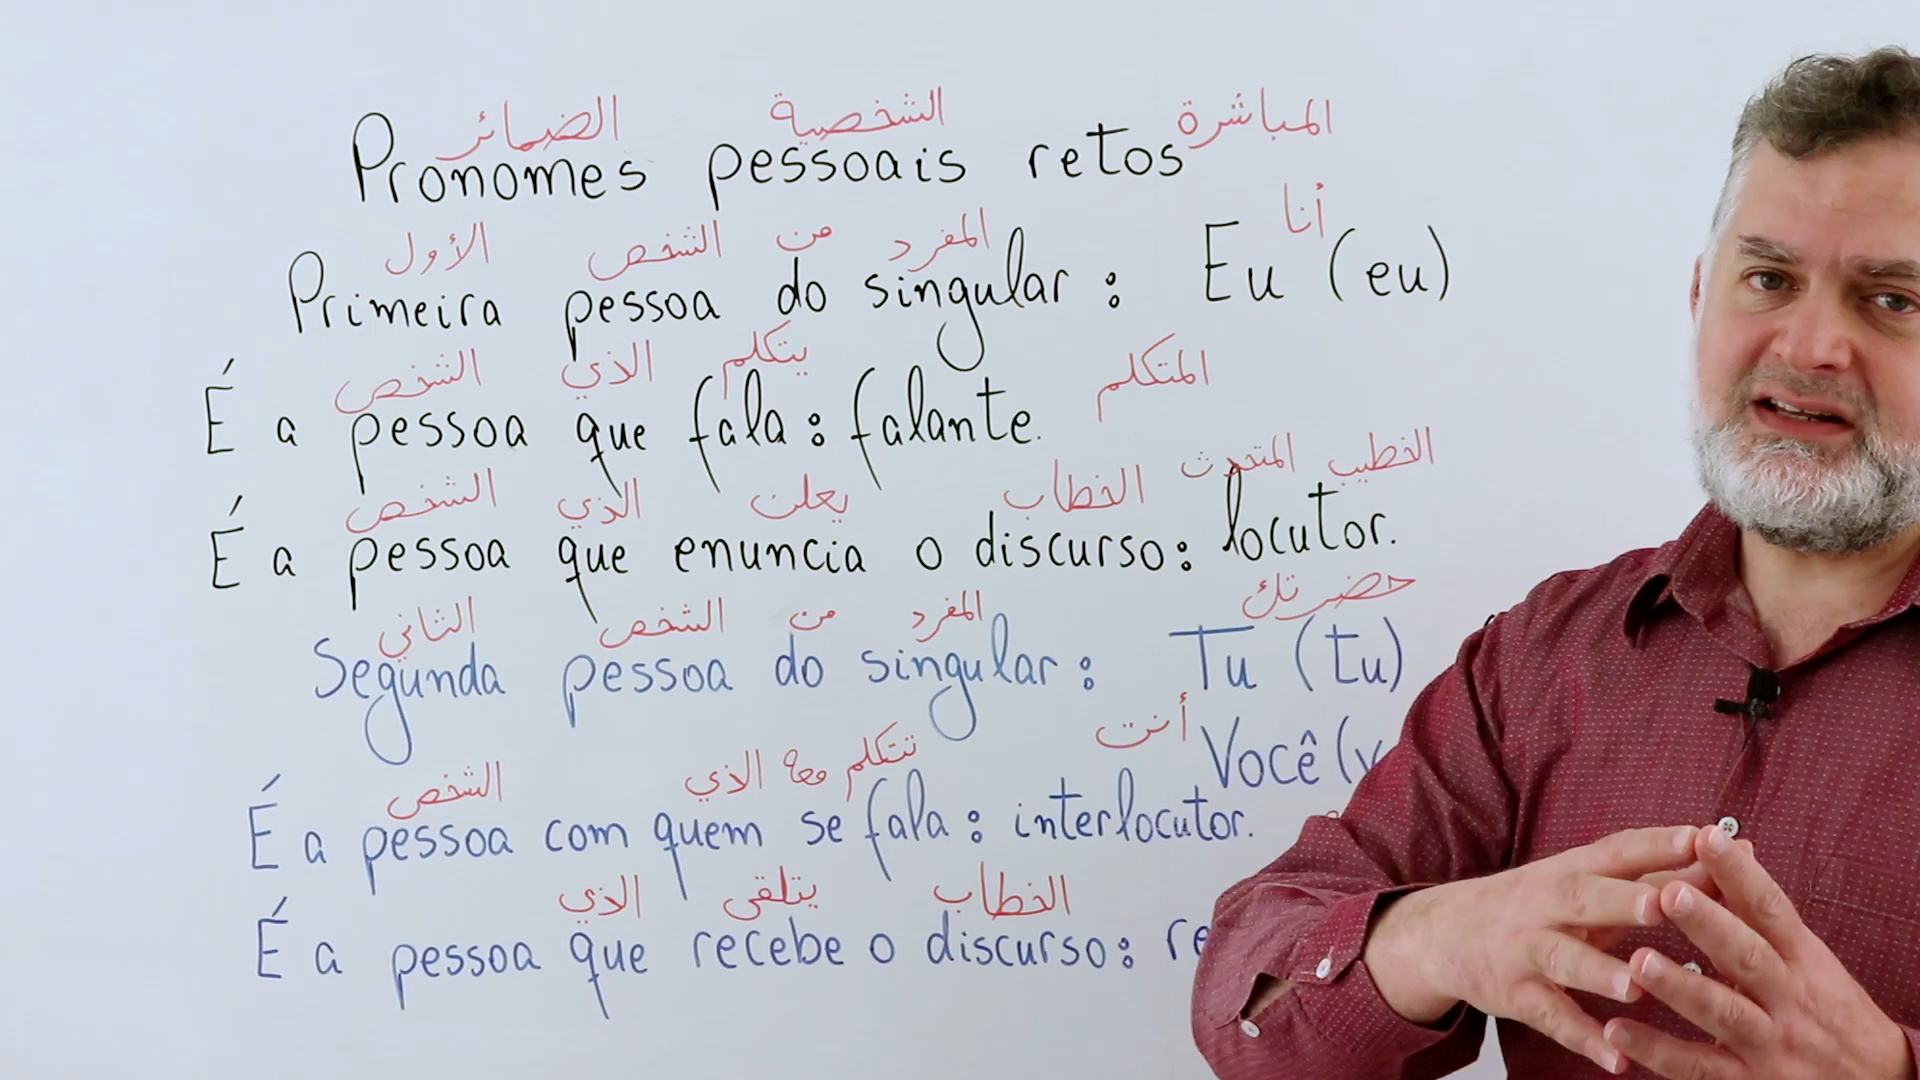 الضمائر الشخصية المباشرة
Pronomes pessoais retos
الأول الشخص من المفرد أنا
Primeira pessoa do singular: Eu (eu)
الشخص الذي يتكلم المتكلم
É a pessoa que fala: falante.
الشخص الذي يعلن الخطاب المتحدث الخطيب
É a pessoa que enuncia o discurso: locutor.
الثاني الشخص من المفرد حضرتك
Segunda pessoa do singular: Tu (tu)
أنت Você (v
الشخص الذي معه تتكلم
É a pessoa com quem se fala: interlocutor.
الذي يتلقى الخطاب
É a pessoa que recebe o discurso: re